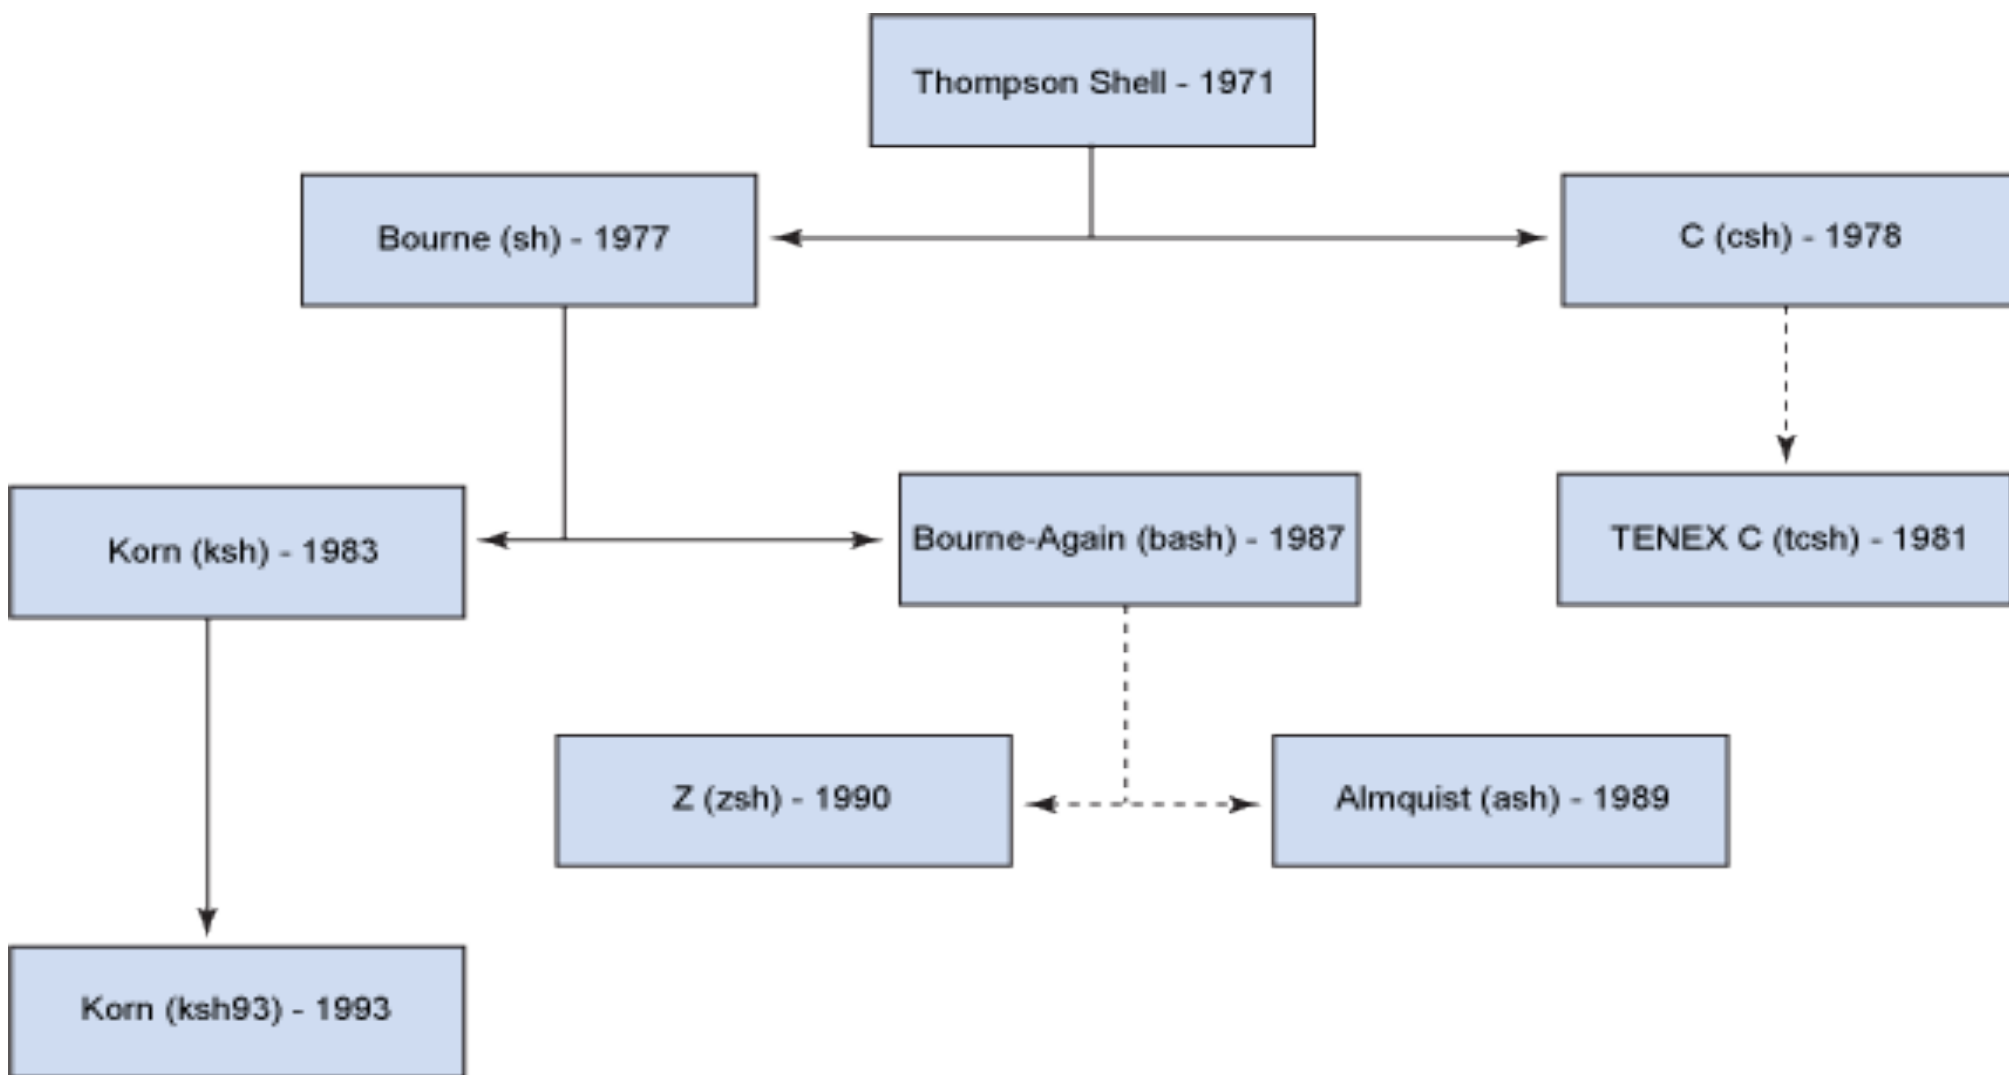 Thompson Shell - 1971
Bourne (sh) - 1977
C (csh) - 1978
Korn (ksh) - 1983
Bourne-Again (bash) - 1987
TENEX C (tcsh) - 1981
Z (zsh) - 1990
Almquist (ash) - 1989
Korn (ksh93) - 1993